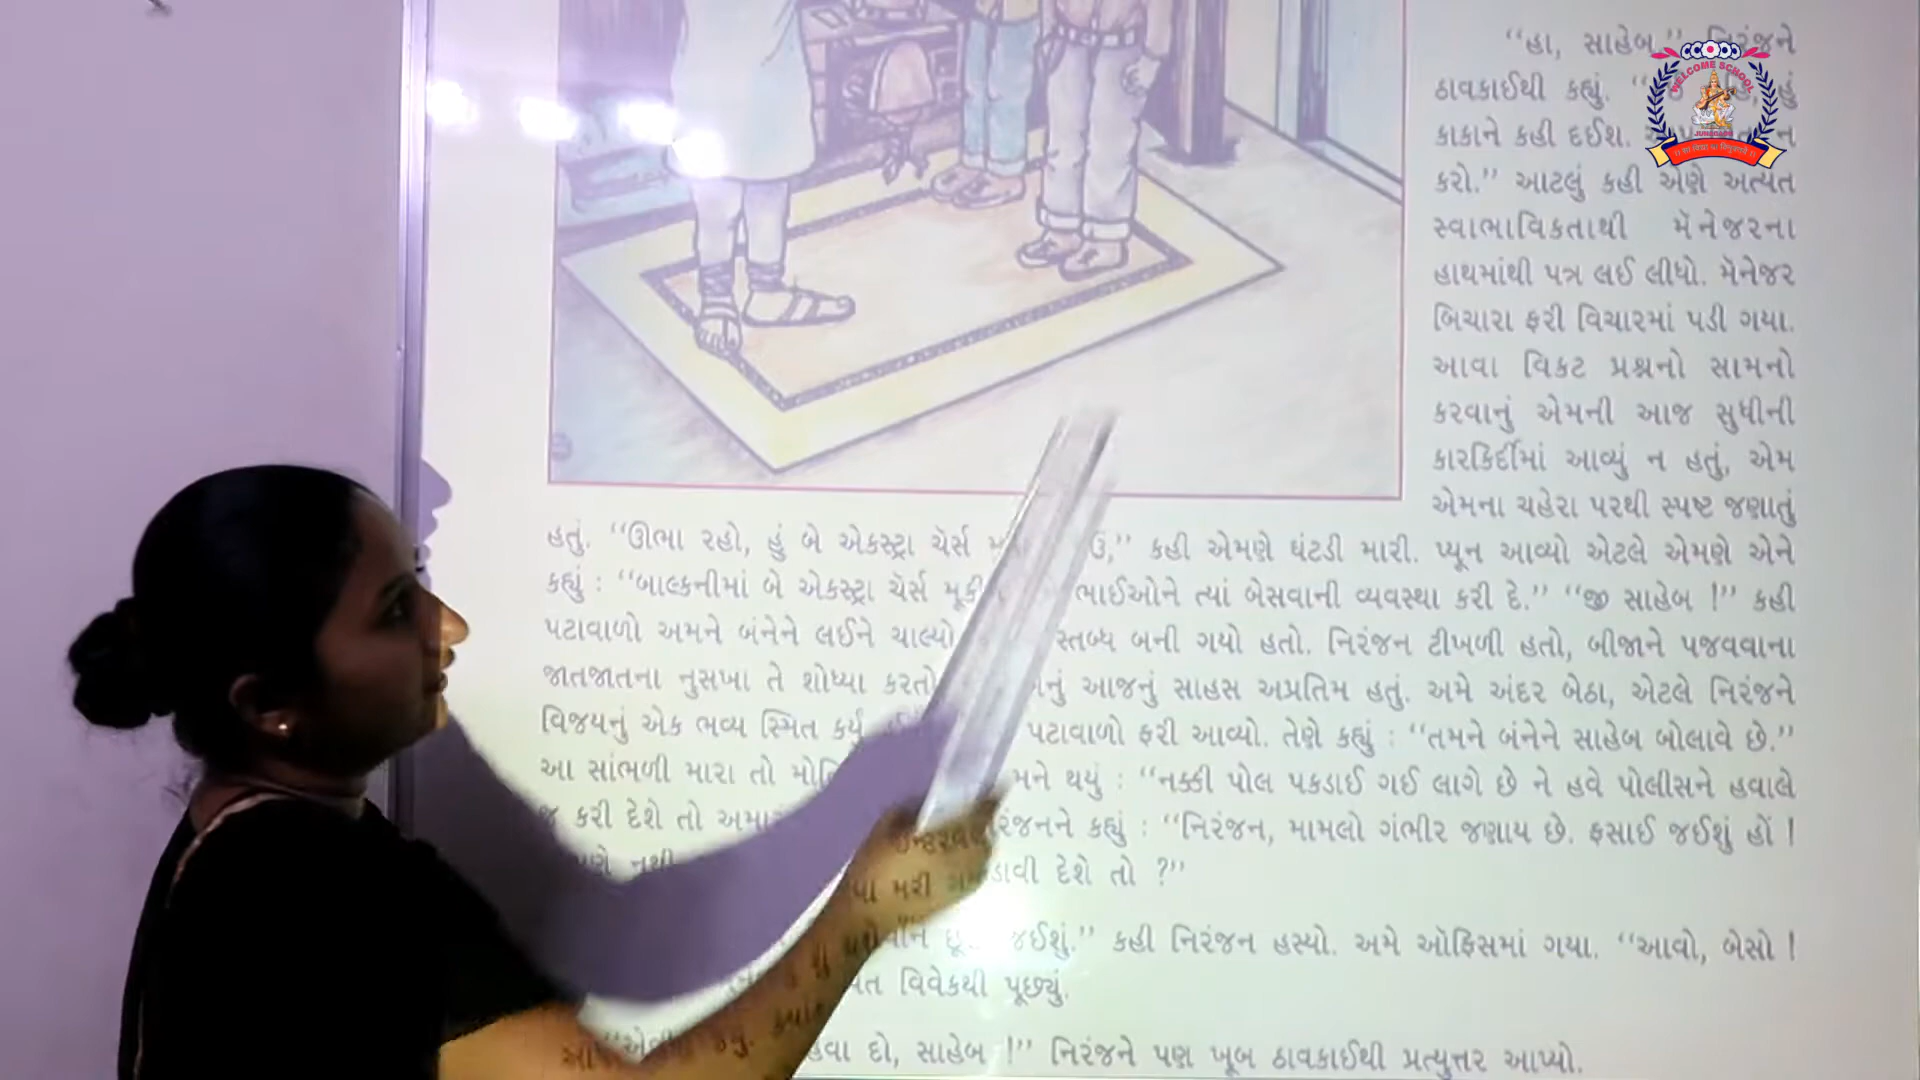 “હા, સાહેબ,” નિરંજને
ઠાવકાઈથી કહ્યું.
કાકાને કહી દઈશ.
કરો.” આટલું કહી એણે અત્યંત
સ્વાભાવિકતાથી મૅનેજરના
હાથમાંથી પત્ર લઈ લીધો. મૅનેજર
બિચારા ફરી વિચારમાં પડી ગયા.
આવા વિકટ પ્રશ્નનો સામનો
કરવાનું એમની આજ સુધીની
કારકિર્દીમાં આવ્યું ન હતું, એમ
એમના ચહેરા પરથી સ્પષ્ટ જણાતું
હતું. “ઊભા રહો, હું બે એકસ્ટ્રા ચૅર્સ કહી એમણે ઘંટડી મારી. પ્યૂન આવ્યો એટલે એમણે એને
કહ્યું : “બાલ્કનીમાં બે એકસ્ટ્રા ચૅર્સ મૂકી ભાઈઓને ત્યાં બેસવાની વ્યવસ્થા કરી દે.” “જી સાહેબ !” કહી
પટાવાળો અમને બંનેને લઈને ચાલ્યો સ્તબ્ધ બની ગયો હતો. નિરંજન ટીખળી હતો, બીજાને પજવવાના
જાતજાતના નુસખા તે શોધ્યા કરતો આજનું સાહસ અપ્રતિમ હતું. અમે અંદર બેઠા, એટલે નિરંજને
વિજયનું એક ભવ્ય સ્મિત કર્યું પટાવાળો ફરી આવ્યો. તેણે કહ્યું : “તમને બંનેને સાહેબ બોલાવે છે.”
આ સાંભળી મારા તો થયું : “નક્કી પોલ પકડાઈ ગઈ લાગે છે ને હવે પોલીસને હવાલે
જ કરી દેશે તો કહ્યું : “નિરંજન, મામલો ગંભીર જણાય છે. ફસાઈ જઈશું હોં !
દેશે તો ?”
જઈશું.” કહી નિરંજન હસ્યો. અમે ઑફિસમાં ગયા. “આવો, બેસો !
વિવેકથી પૂછ્યું.
દો, સાહેબ !” નિરંજને પણ ખૂબ ઠાવકાઈથી પ્રત્યુત્તર આપ્યો.
WELCOME SCHOOL
JUNAGADH